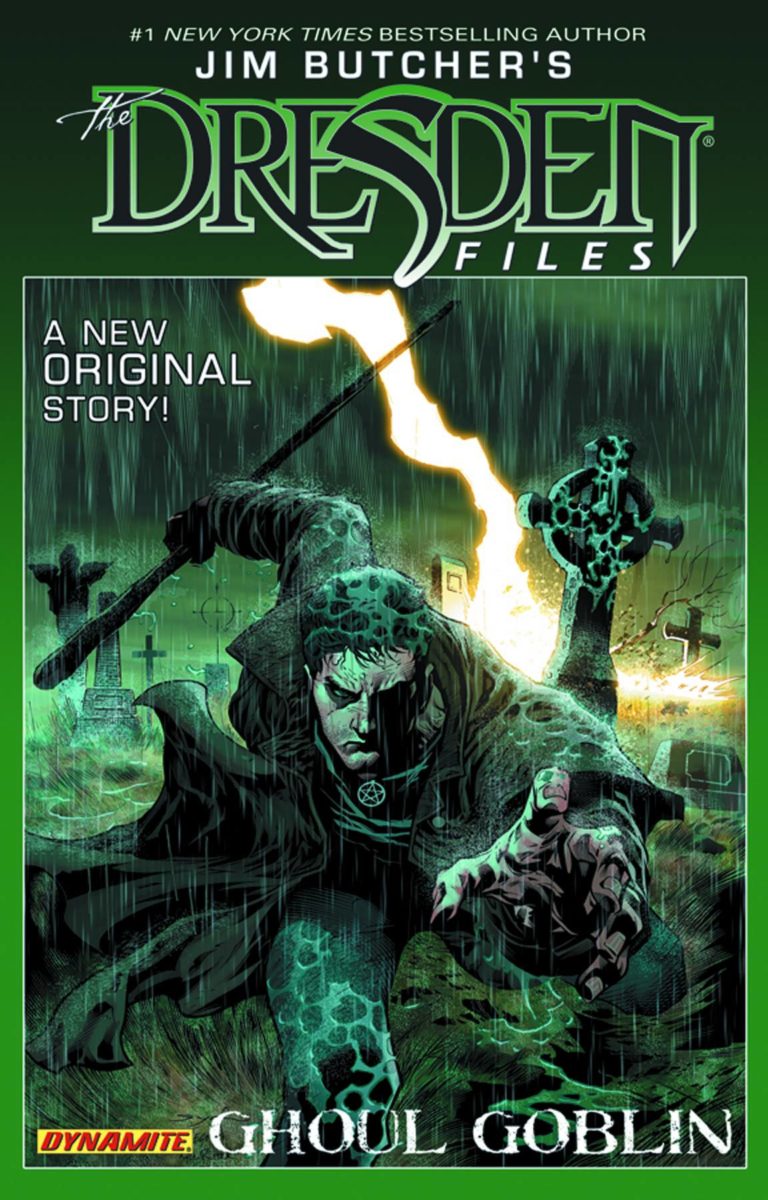 #1 NEW YORK TIMES BESTSELLING AUTHOR
JIM BUTCHER'S
The
DRESDEN®
FILES
A NEW
ORIGINAL
STORY!
DYNAMITE. GHOUL GOBLIN